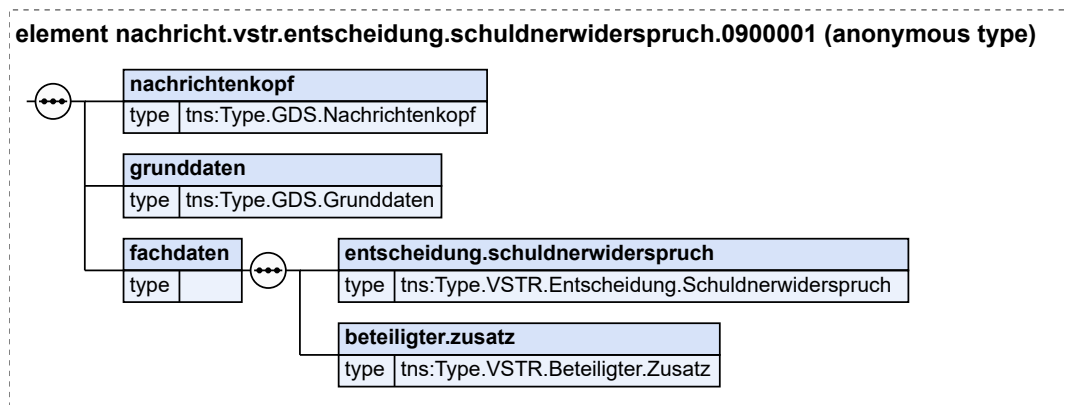 element nachricht.vstr.entscheidung.schuldnerwiderspruch.0900001 (anonymous type)
nachrichtenkopf
type tns:Type.GDS.Nachrichtenkopf
grunddaten
type tns:Type.GDS.Grunddaten
fachdaten
type
entscheidung.schuldnerwiderspruch
type tns:Type.VSTR.Entscheidung.Schuldnerwiderspruch
beteiligter.zusatz
type tns:Type.VSTR.Beteiligter.Zusatz